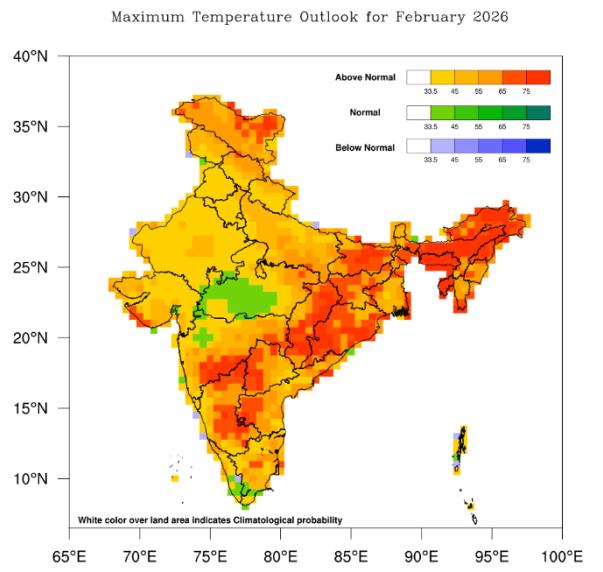 Maximum Temperature Outlook for February 2026
40°N
35°N
30°N
25°N
20°N
15°N
10°N
Above Normal
33.5 45 55 65 75
Normal
33.5 45 55 65 75
Below Normal
33.5 45 55 65 75
White color over land area indicates Climatological probability
65°E 70°E 75°E 80°E 85°E 90°E 95°E 100°E